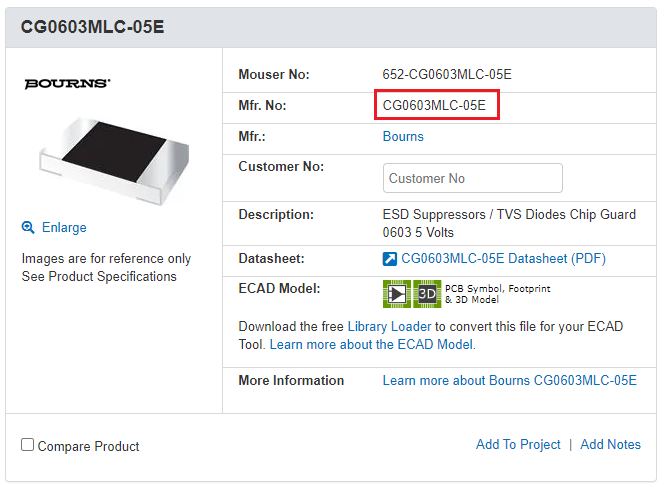 CG0603MLC-05E
BOURNS®
Enlarge
Images are for reference only
See Product Specifications
Mouser No: 652-CG0603MLC-05E
Mfr. No: CG0603MLC-05E
Mfr.: Bourns
Customer No: Customer No
Description: ESD Suppressors / TVS Diodes Chip Guard
0603 5 Volts
Datasheet: CG0603MLC-05E Datasheet (PDF)
ECAD Model: 3D PCB Symbol, Footprint
& 3D Model
Download the free Library Loader to convert this file for your ECAD
Tool. Learn more about the ECAD Model.
More Information Learn more about Bourns CG0603MLC-05E
Compare Product
Add To Project | Add Notes